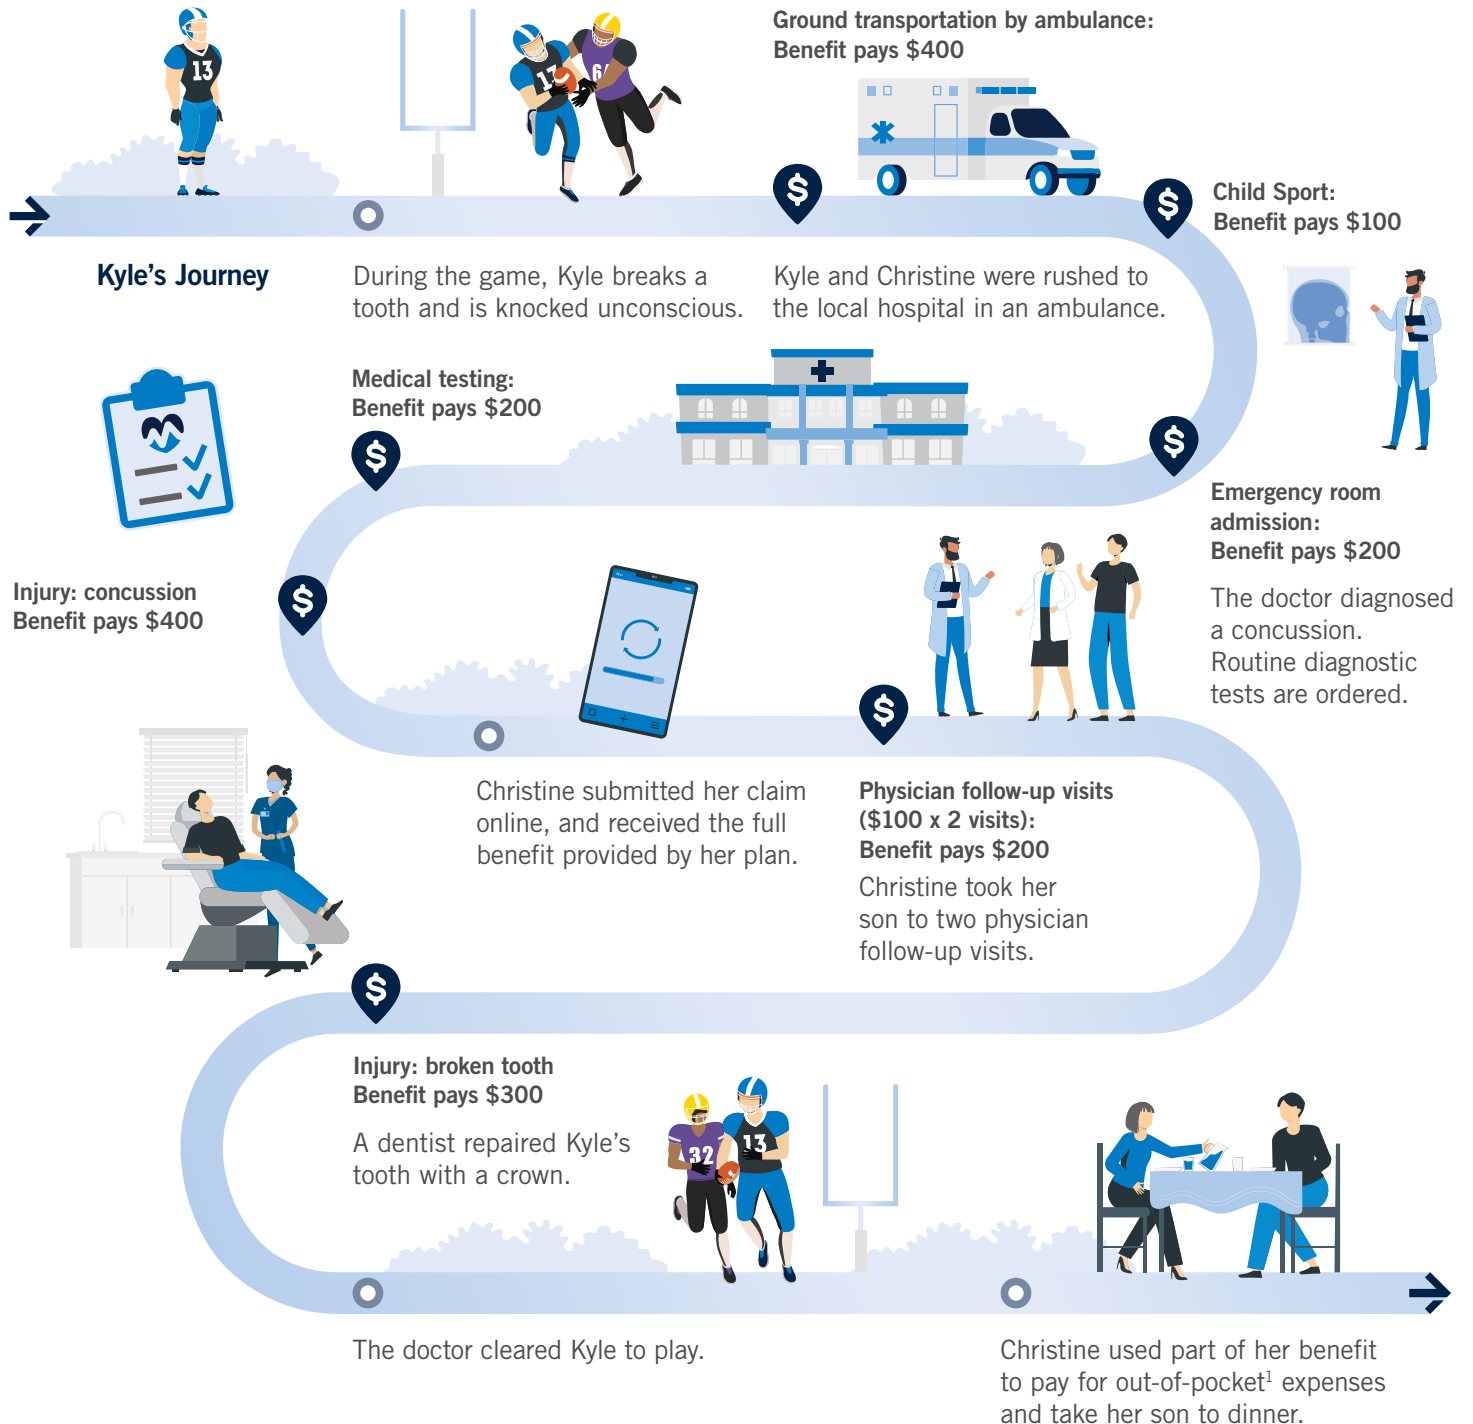 Ground transportation by ambulance:
Benefit pays $400
13
17
64
Child Sport:
Benefit pays $100
Kyle's Journey
During the game, Kyle breaks a
tooth and is knocked unconscious.
Kyle and Christine were rushed to
the local hospital in an ambulance.
Medical testing:
Benefit pays $200
Emergency room
admission:
Benefit pays $200
The doctor diagnosed
a concussion.
Routine diagnostic
tests are ordered.
Injury: concussion
Benefit pays $400
Christine submitted her claim
online, and received the full
benefit provided by her plan.
Physician follow-up visits
($100 x 2 visits):
Benefit pays $200
Christine took her
son to two physician
follow-up visits.
Injury: broken tooth
Benefit pays $300
A dentist repaired Kyle's
tooth with a crown.
32
13
The doctor cleared Kyle to play.
Christine used part of her benefit
to pay for out-of-pocket¹ expenses
and take her son to dinner.